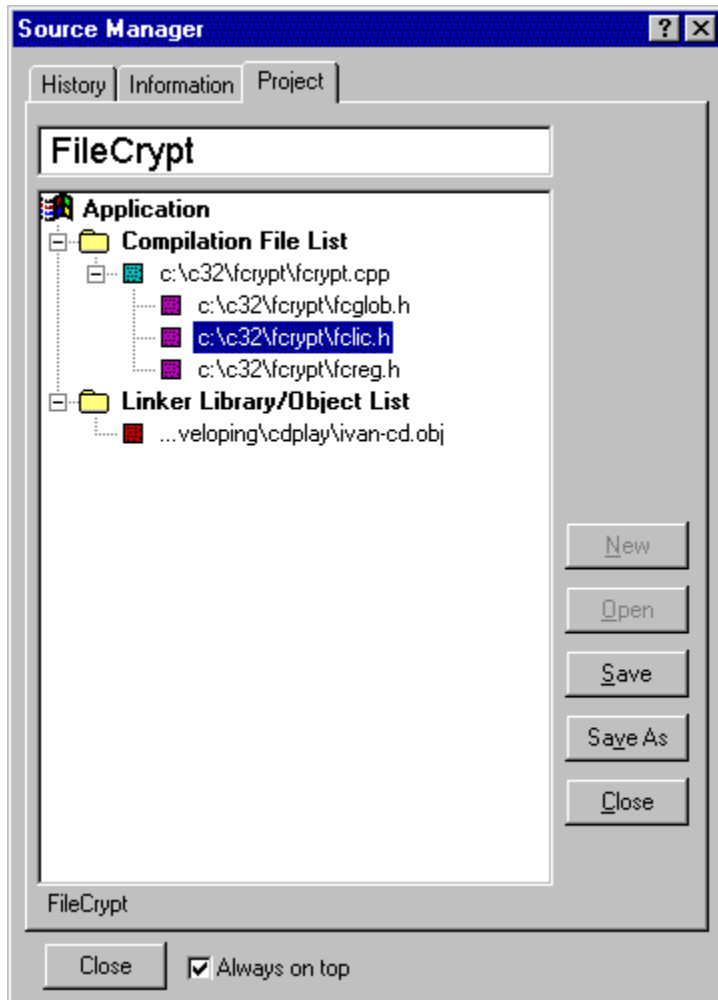 Source Manager
History Information Project
FileCrypt
Application
Compilation File List
c:\c32\fcrypt\fcrypt.cpp
c:\c32\fcrypt\fcglob.h
c:\c32\fcrypt\fclic.h
c:\c32\fcrypt\fcreg.h
Linker Library/Object List
...veloping\cdplay\ivan-cd.obj
New
Open
Save
Save As
Close
FileCrypt
Close Always on top